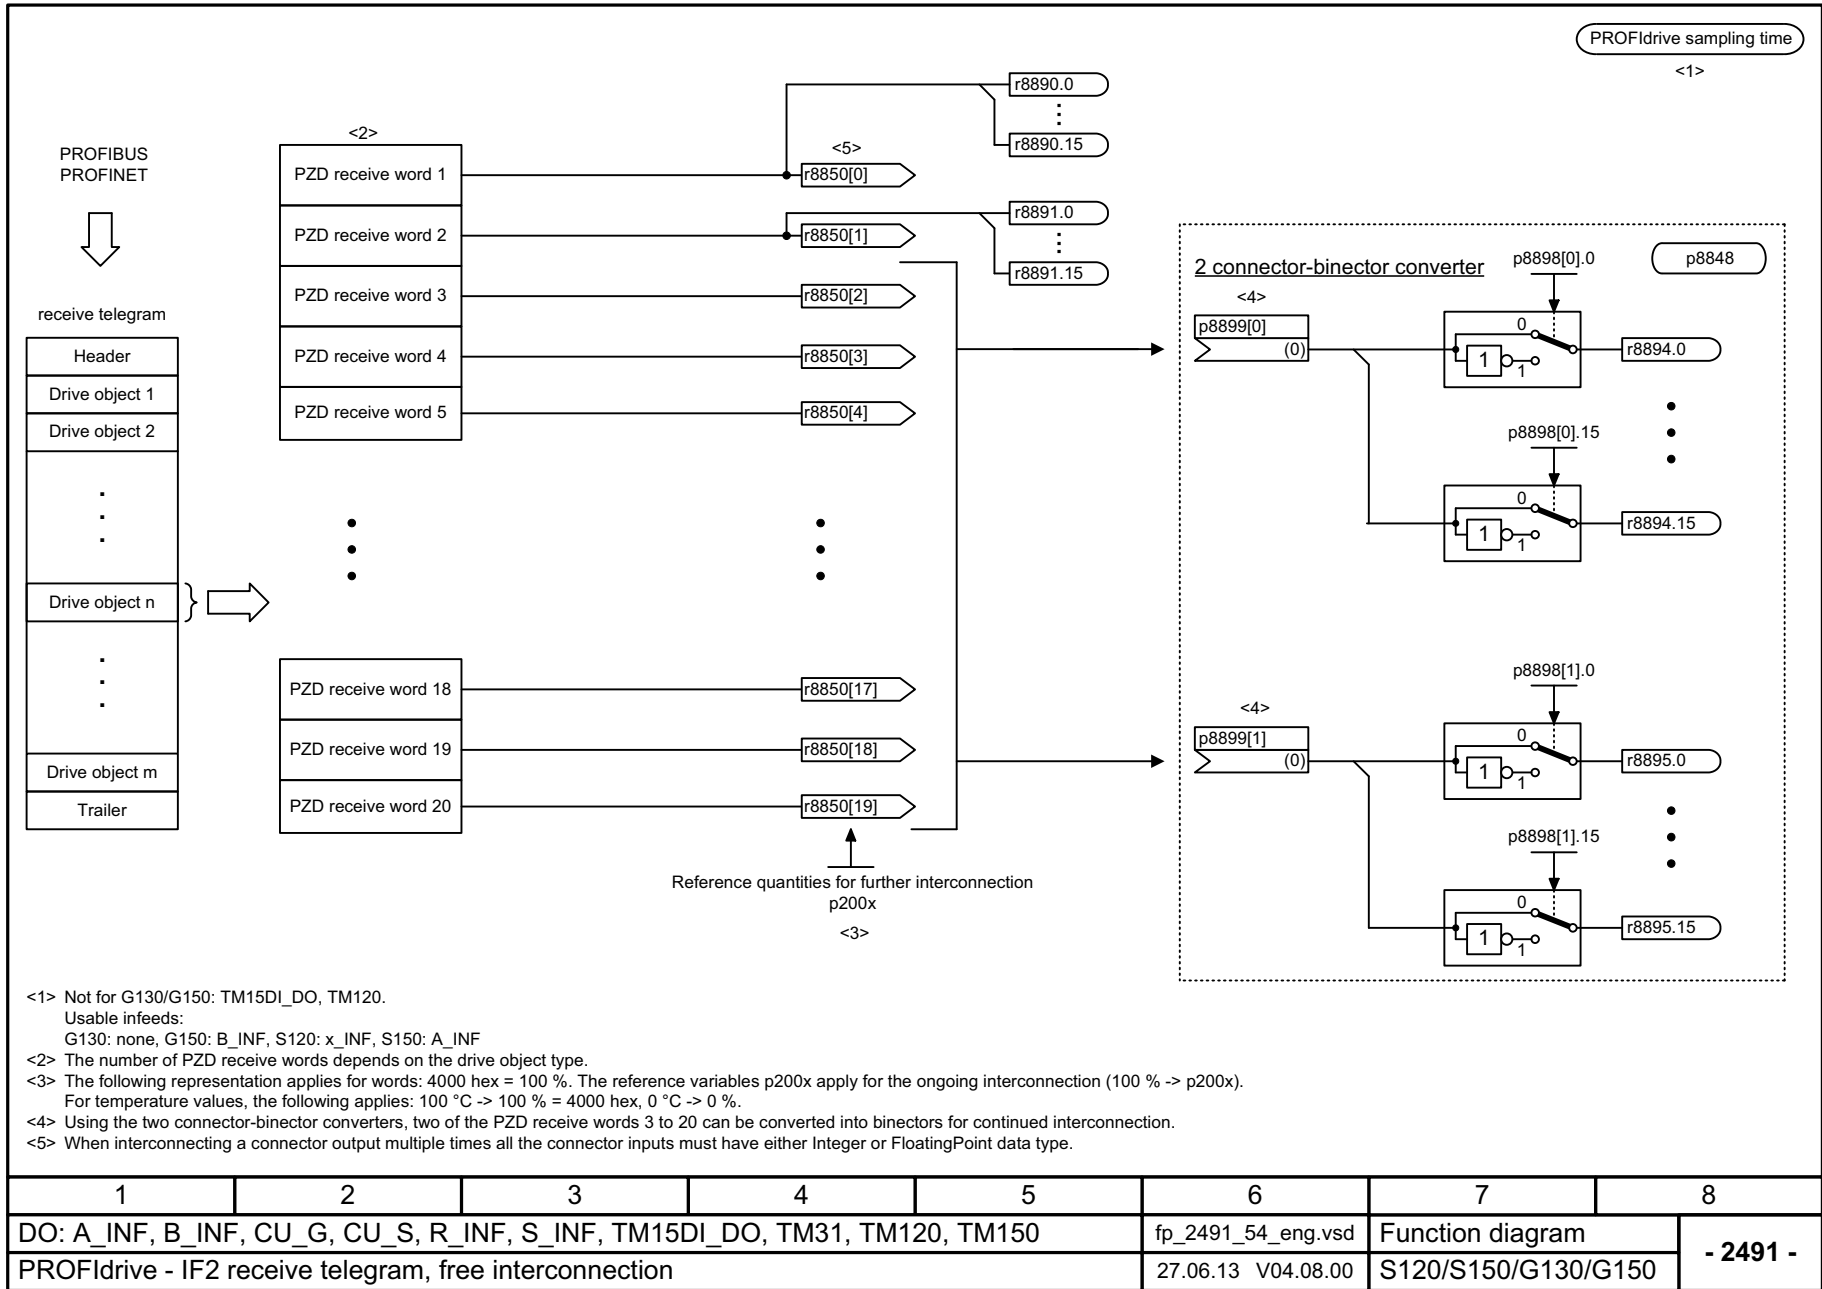 PROFIdrive sampling time
<1>
PROFIBUS
PROFINET
receive telegram
Header
Drive object 1
Drive object 2
Drive object n
Drive object m
Trailer
<2>
PZD receive word 1
PZD receive word 2
PZD receive word 3
PZD receive word 4
PZD receive word 5
PZD receive word 18
PZD receive word 19
PZD receive word 20
<5>
r8850[0]
r8850[1]
r8850[2]
r8850[3]
r8850[4]
r8850[17]
r8850[18]
r8850[19]
Reference quantities for further interconnection
p200x
<3>
r8890.0
r8890.15
r8891.0
r8891.15
2 connector-binector converter
p8848
<4>
p8899[0]
(0)
p8898[0].0
0
1
1
r8894.0
p8898[0].15
0
1
1
r8894.15
<4>
p8899[1]
(0)
p8898[1].0
0
1
1
r8895.0
p8898[1].15
0
1
1
r8895.15
<1> Not for G130/G150: TM15DI_DO, TM120.
Usable infeeds:
G130: none, G150: B_INF, S120: x_INF, S150: A_INF
<2> The number of PZD receive words depends on the drive object type.
<3> The following representation applies for words: 4000 hex = 100 %. The reference variables p200x apply for the ongoing interconnection (100 % -> p200x).
For temperature values, the following applies: 100 °C -> 100 % = 4000 hex, 0 °C -> 0 %.
<4> Using the two connector-binector converters, two of the PZD receive words 3 to 20 can be converted into binectors for continued interconnection.
<5> When interconnecting a connector output multiple times all the connector inputs must have either Integer or FloatingPoint data type.
1 2 3 4 5 6 7 8
DO: A_INF, B_INF, CU_G, CU_S, R_INF, S_INF, TM15DI_DO, TM31, TM120, TM150
fp_2491_54_eng.vsd
Function diagram
- 2491 -
PROFIdrive - IF2 receive telegram, free interconnection
27.06.13 V04.08.00
S120/S150/G130/G150